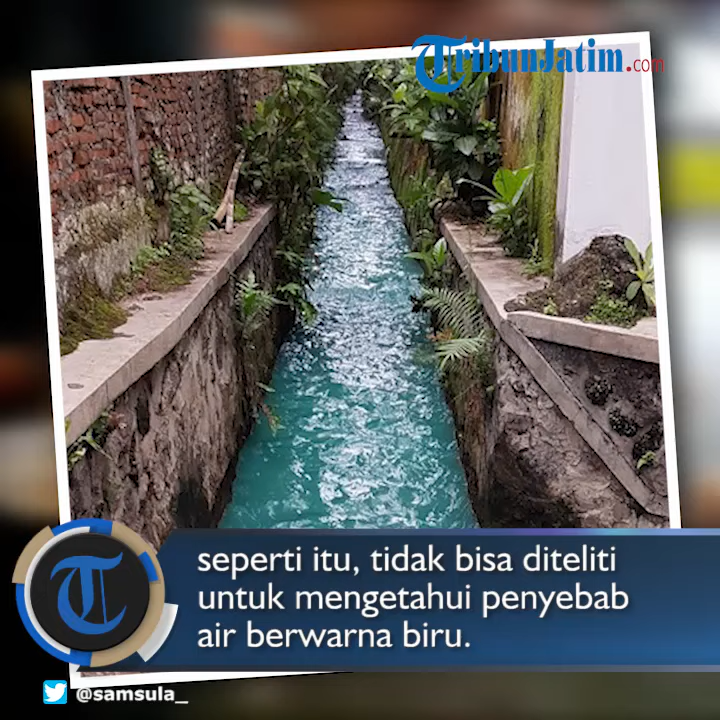 TribunJatim.com
T
seperti itu, tidak bisa diteliti
untuk mengetahui penyebab
air berwarna biru.
@samsula_